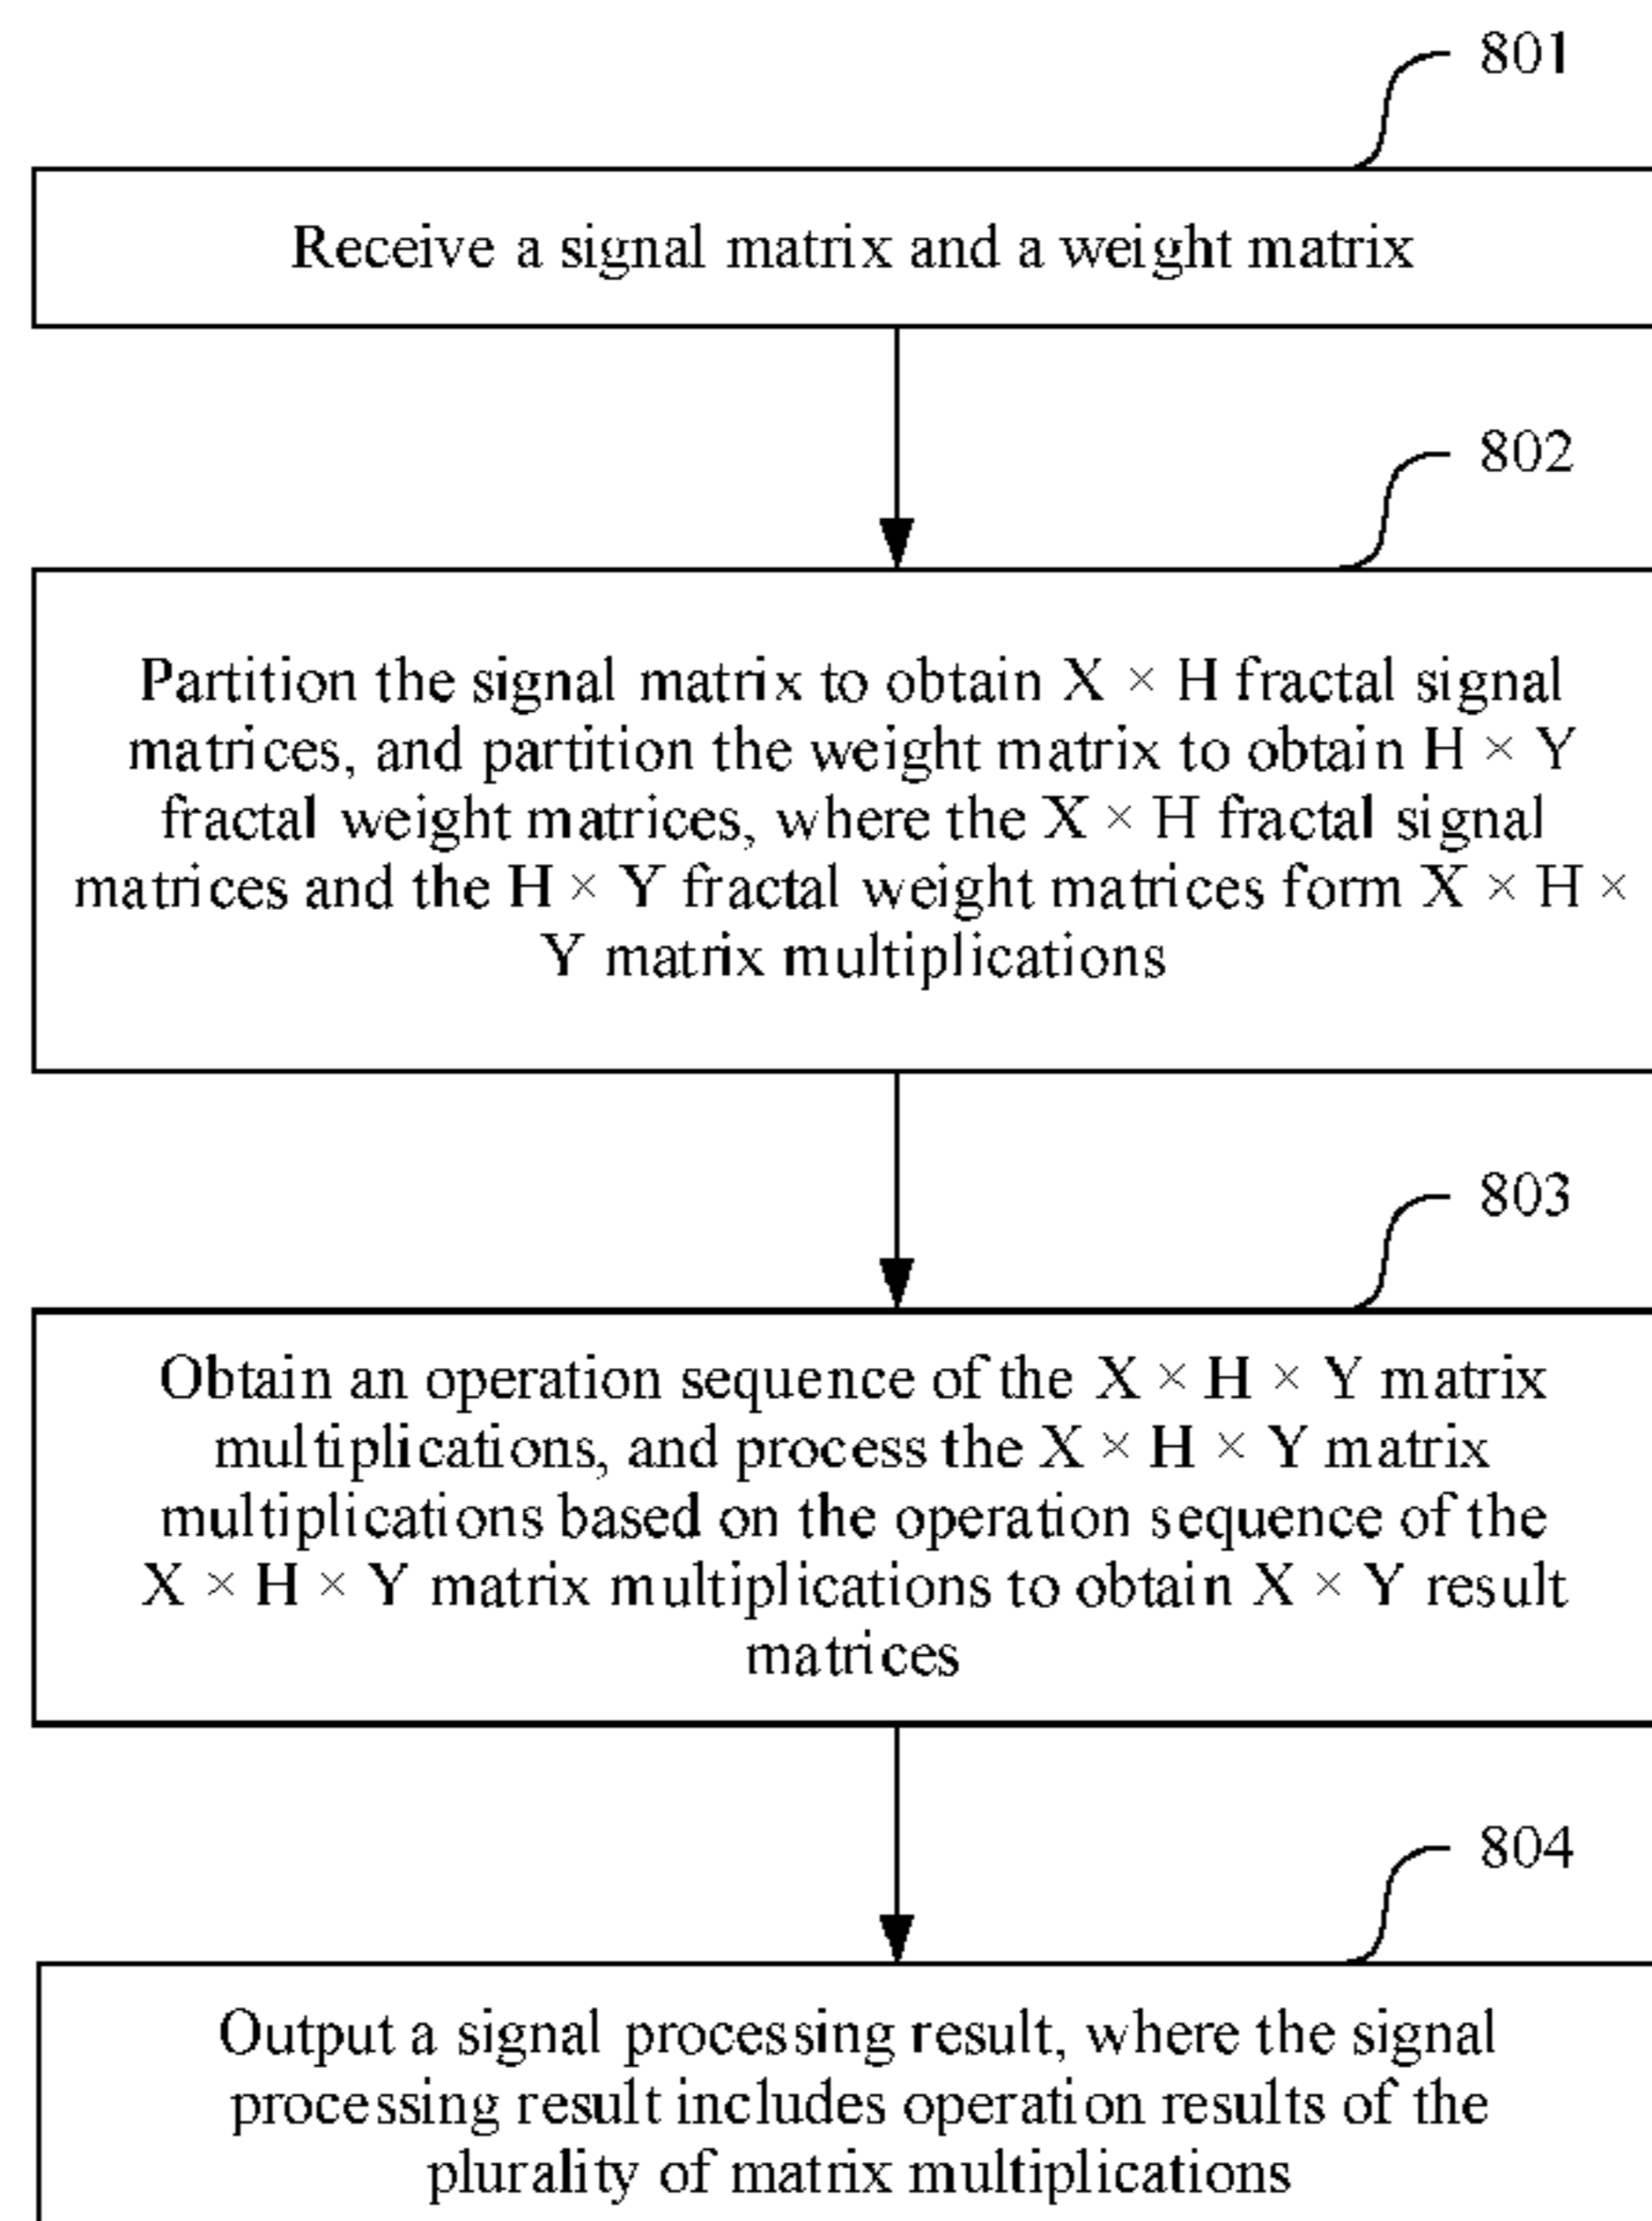 801
Receive a signal matrix and a weight matrix
802
Partition the signal matrix to obtain X × H fractal signal
matrices, and partition the weight matrix to obtain H × Y
fractal weight matrices, where the X × H fractal signal
matrices and the H × Y fractal weight matrices form X × H ×
Y matrix multiplications
803
Obtain an operation sequence of the X × H × Y matrix
multiplications, and process the X × H × Y matrix
multiplications based on the operation sequence of the
X × H × Y matrix multiplications to obtain X × Y result
matrices
804
Output a signal processing result, where the signal
processing result includes operation results of the
plurality of matrix multiplications